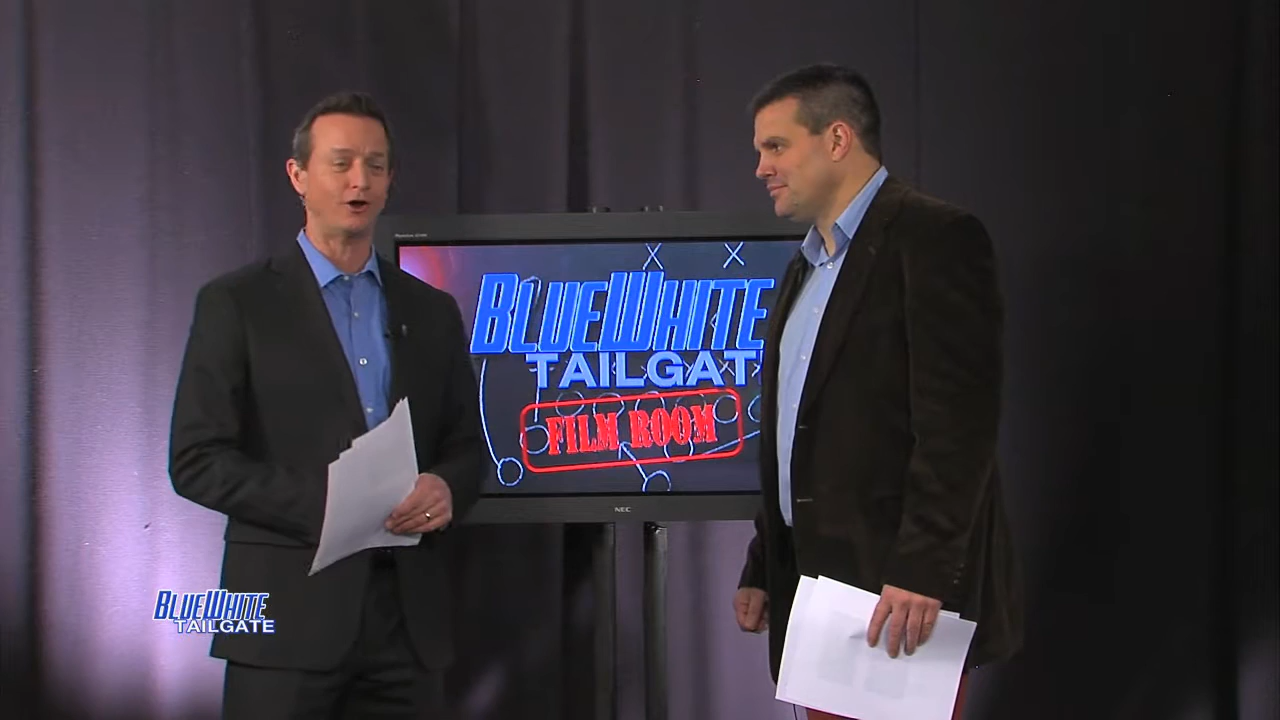 BLUEWHITE
TAILGAT
FILM ROOM
NEC
BLUEWHITE
TAILGATE